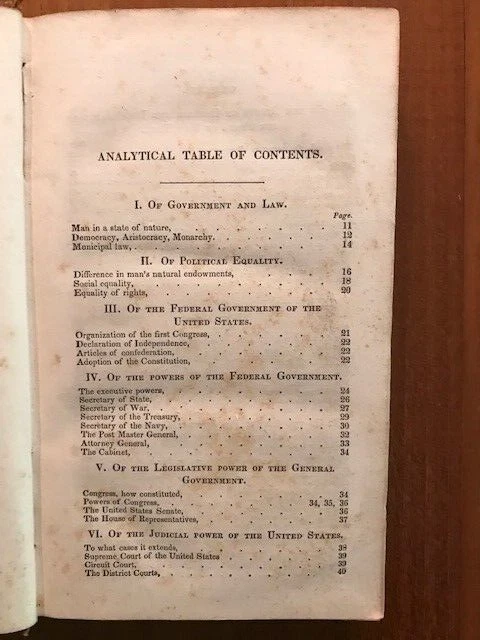 ANALYTICAL TABLE OF CONTENTS.
I. Of Government and Law.
Page.
Man in a state of nature, . . . . . . . 11
Democracy, Aristocracy, Monarchy. . . . . . 12
Municipal law, . . . . . . . . 14
II. Of Political Equality.
Difference in man's natural endowments, . . . . . 16
Social equality, . . . . . . . . 18
Equality of rights, . . . . . . . . 20
III. Of the Federal Government of the
United States.
Organization of the first Congress, . . . . . 21
Declaration of Independence, . . . . . . 22
Articles of confederation, . . . . . . . 22
Adoption of the Constitution, . . . . . . 22
IV. Of the powers of the Federal Government.
The executive powers, . . . . . . . 24
Secretary of State, . . . . . . . . 26
Secretary of War, . . . . . . . . 27
Secretary of the Treasury, . . . . . . . 29
Secretary of the Navy, . . . . . . . 30
The Post Master General, . . . . . . . 32
Attorney General, . . . . . . . . 33
The Cabinet, . . . . . . . . . 34
V. Of the Legislative power of the General
Government.
Congress, how constituted, . . . . . . . 34
Powers of Congress, . . . . . . 34, 35, 36
The United States Senate, . . . . . . . 36
The House of Representatives, . . . . . . 37
VI. Of the Judicial power of the United States.
To what cases it extends, . . . . . . . 38
Supreme Court of the United States . . . . . 39
Circuit Court, . . . . . . . . 39
The District Courts, . . . . . . . 40